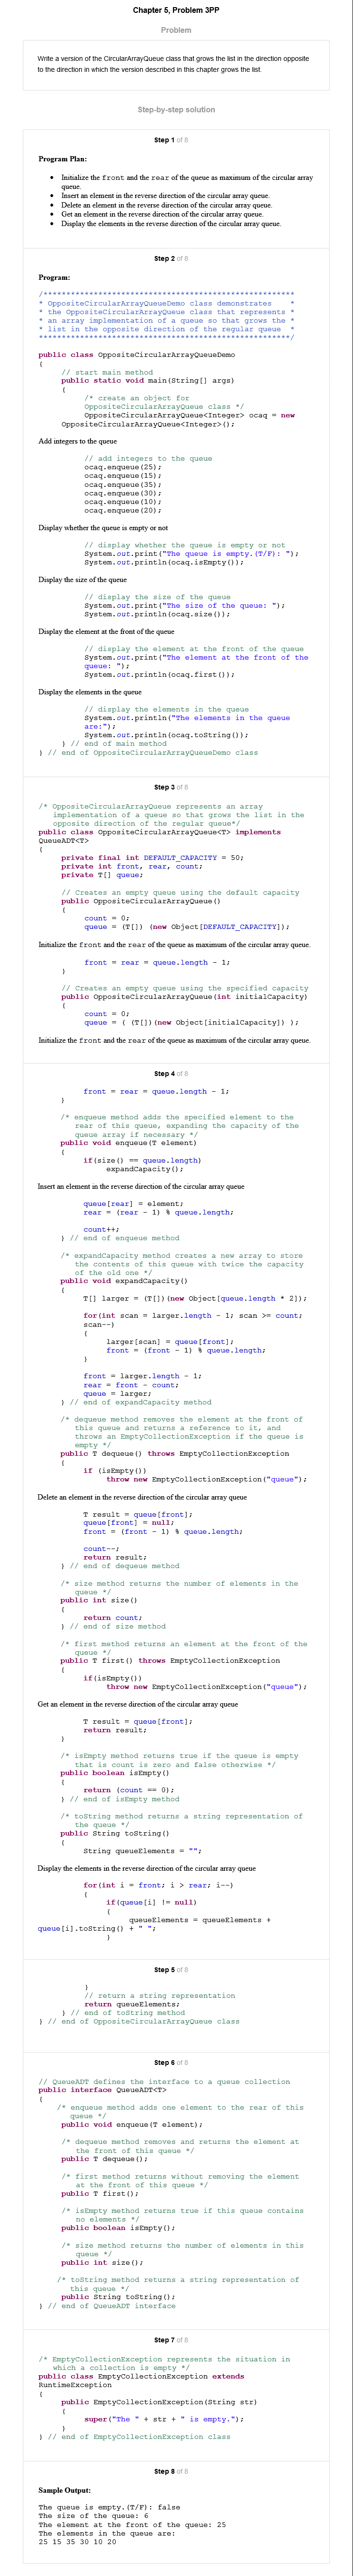 Chapter 5, Problem 3PP
Problem
Write a version of the CircularArrayQueue class that grows the list in the direction opposite
to the direction in which the version described in this chapter grows the list.
Step-by-step solution
Step 1 of 8
Program Plan:
• Initialize the front and the rear of the queue as maximum of the circular array
queue.
• Insert an element in the reverse direction of the circular array queue.
• Delete an element in the reverse direction of the circular array queue.
• Get an element in the reverse direction of the circular array queue.
• Display the elements in the reverse direction of the circular array queue.
Step 2 of 8
Program:
/**********************************************************
* OppositeCircularArrayQueueDemo class demonstrates *
* the OppositeCircularArrayQueue class that represents *
* an array implementation of a queue so that grows the *
* list in the opposite direction of the regular queue *
**********************************************************/
public class OppositeCircularArrayQueueDemo
{
// start main method
public static void main(String[] args)
{
/* create an object for
OppositeCircularArrayQueue class */
OppositeCircularArrayQueue<Integer> ocaq = new
OppositeCircularArrayQueue<Integer>();
Add integers to the queue
// add integers to the queue
ocaq.enqueue(25);
ocaq.enqueue(15);
ocaq.enqueue(35);
ocaq.enqueue(30);
ocaq.enqueue(10);
ocaq.enqueue(20);
Display whether the queue is empty or not
// display whether the queue is empty or not
System.out.print("The queue is empty.(T/F): ");
System.out.println(ocaq.isEmpty());
Display the size of the queue
// display the size of the queue
System.out.print("The size of the queue: ");
System.out.println(ocaq.size());
Display the element at the front of the queue
// display the element at the front of the queue
System.out.print("The element at the front of the
queue: ");
System.out.println(ocaq.first());
Display the elements in the queue
// display the elements in the queue
System.out.println("The elements in the queue
are:");
System.out.println(ocaq.toString());
} // end of main method
} // end of OppositeCircularArrayQueueDemo class
Step 3 of 8
/* OppositeCircularArrayQueue represents an array
implementation of a queue so that grows the list in the
opposite direction of the regular queue*/
public class OppositeCircularArrayQueue<T> implements
QueueADT<T>
{
private final int DEFAULT_CAPACITY = 50;
private int front, rear, count;
private T[] queue;
// Creates an empty queue using the default capacity
public OppositeCircularArrayQueue()
{
count = 0;
queue = (T[]) (new Object[DEFAULT_CAPACITY]);
Initialize the front and the rear of the queue as maximum of the circular array queue.
front = rear = queue.length - 1;
}
// Creates an empty queue using the specified capacity
public OppositeCircularArrayQueue(int initialCapacity)
{
count = 0;
queue = ( (T[])(new Object[initialCapacity]) );
Initialize the front and the rear of the queue as maximum of the circular array queue.
Step 4 of 8
front = rear = queue.length - 1;
}
/* enqueue method adds the specified element to the
rear of this queue, expanding the capacity of the
queue array if necessary */
public void enqueue(T element)
{
if(size() == queue.length)
expandCapacity();
Insert an element in the reverse direction of the circular array queue
queue[rear] = element;
rear = (rear - 1) % queue.length;
count++;
} // end of enqueue method
/* expandCapacity method creates a new array to store
the contents of this queue with twice the capacity
of the old one */
public void expandCapacity()
{
T[] larger = (T[])(new Object[queue.length * 2]);
for(int scan = larger.length - 1; scan >= count;
scan--)
{
larger[scan] = queue[front];
front = (front - 1) % queue.length;
}
front = larger.length - 1;
rear = front - count;
queue = larger;
} // end of expandCapacity method
/* dequeue method removes the element at the front of
this queue and returns a reference to it, and
throws an EmptyCollectionException if the queue is
empty */
public T dequeue() throws EmptyCollectionException
{
if (isEmpty())
throw new EmptyCollectionException("queue");
Delete an element in the reverse direction of the circular array queue
T result = queue[front];
queue[front] = null;
front = (front - 1) % queue.length;
count--;
return result;
} // end of dequeue method
/* size method returns the number of elements in the
queue */
public int size()
{
return count;
} // end of size method
/* first method returns an element at the front of the
queue */
public T first() throws EmptyCollectionException
{
if(isEmpty())
throw new EmptyCollectionException("queue");
Get an element in the reverse direction of the circular array queue
T result = queue[front];
return result;
}
/* isEmpty method returns true if the queue is empty
that is count is zero and false otherwise */
public boolean isEmpty()
{
return (count == 0);
} // end of isEmpty method
/* toString method returns a string representation of
the queue */
public String toString()
{
String queueElements = "";
Display the elements in the reverse direction of the circular array queue
for(int i = front; i > rear; i--)
{
if(queue[i] != null)
{
queueElements = queueElements +
queue[i].toString() + " ";
}
Step 5 of 8
}
// return a string representation
return queueElements;
} // end of toString method
} // end of OppositeCircularArrayQueue class
Step 6 of 8
// QueueADT defines the interface to a queue collection
public interface QueueADT<T>
{
/* enqueue method adds one element to the rear of this
queue */
public void enqueue(T element);
/* dequeue method removes and returns the element at
the front of this queue */
public T dequeue();
/* first method returns without removing the element
at the front of this queue */
public T first();
/* isEmpty method returns true if this queue contains
no elements */
public boolean isEmpty();
/* size method returns the number of elements in this
queue */
public int size();
/* toString method returns a string representation of
this queue */
public String toString();
} // end of QueueADT interface
Step 7 of 8
/* EmptyCollectionException represents the situation in
which a collection is empty */
public class EmptyCollectionException extends
RuntimeException
{
public EmptyCollectionException(String str)
{
super("The " + str + " is empty.");
}
} // end of EmptyCollectionException class
Step 8 of 8
Sample Output:
The queue is empty.(T/F): false
The size of the queue: 6
The element at the front of the queue: 25
The elements in the queue are:
25 15 35 30 10 20